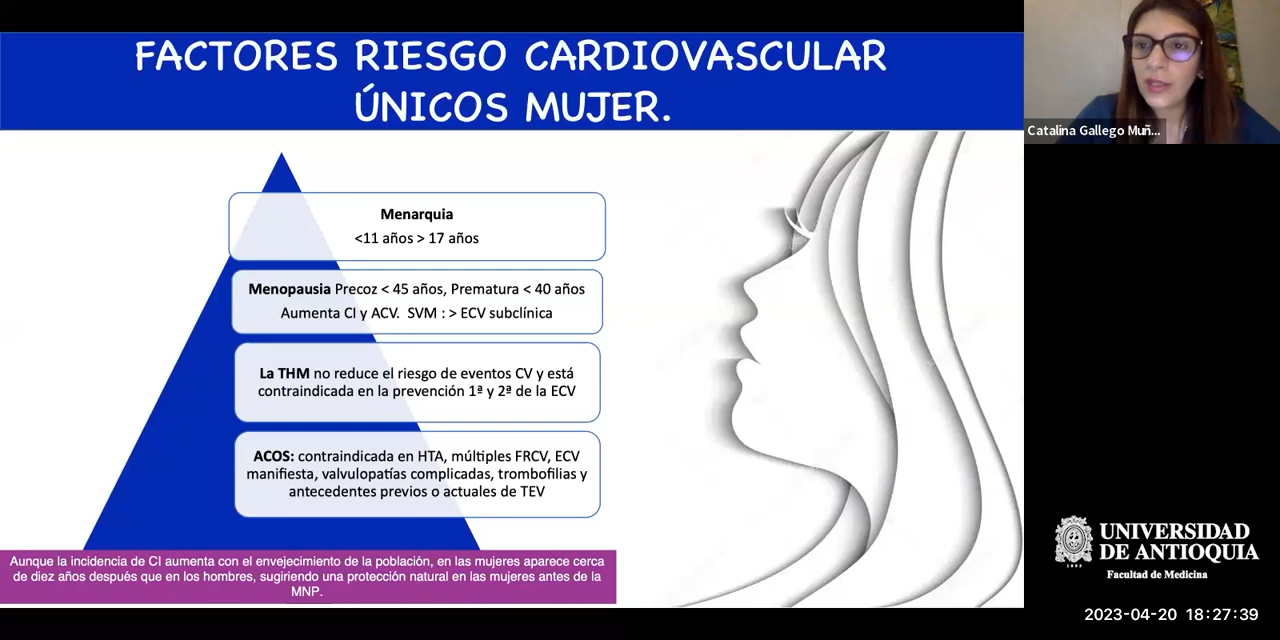 FACTORES RIESGO CARDIOVASCULAR
ÚNICOS MUJER.
Catalina Gallego Muñ...
Menarquia
<11 años > 17 años
Menopausia Precoz < 45 años, Prematura < 40 años
Aumenta CI y ACV. SVM : > ECV subclínica
La THM no reduce el riesgo de eventos CV y está
contraindicada en la prevención 1ª y 2ª de la ECV
ACOS: contraindicada en HTA, múltiples FRCV, ECV
manifiesta, valvulopatías complicadas, trombofilias y
antecedentes previos o actuales de TEV
Aunque la incidencia de CI aumenta con el envejecimiento de la población, en las mujeres aparece cerca
de diez años después que en los hombres, sugiriendo una protección natural en las mujeres antes de la
MNP.
UNIVERSIDAD
DE ANTIOQUIA
1803
Facultad de Medicina
2023-04-20 18:27:39